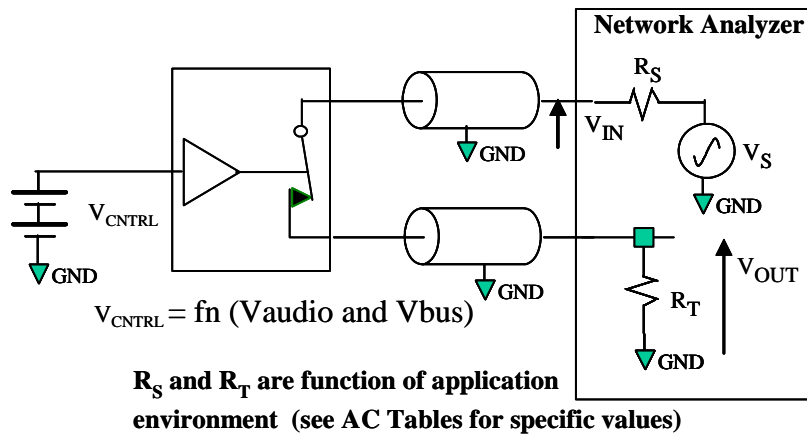 Network Analyzer
R_S
V_IN
V_S
GND
GND
V_CNTRL
GND
GND
V_OUT
R_T
GND
V_CNTRL = fn (Vaudio and Vbus)
R_S and R_T are function of application
environment (see AC Tables for specific values)